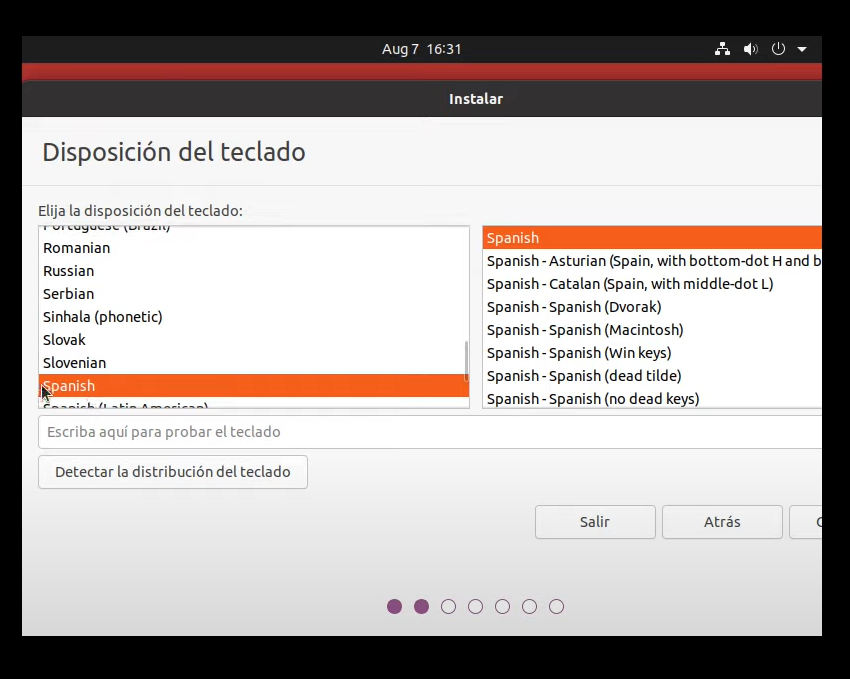 Aug 7 16:31
Instalar
Disposición del teclado
Elija la disposición del teclado:
Portuguese (Brazil)
Romanian
Russian
Serbian
Sinhala (phonetic)
Slovak
Slovenian
Spanish
Spanish (Latin American)
Spanish
Spanish - Asturian (Spain, with bottom-dot H and b
Spanish - Catalan (Spain, with middle-dot L)
Spanish - Spanish (Dvorak)
Spanish - Spanish (Macintosh)
Spanish - Spanish (Win keys)
Spanish - Spanish (dead tilde)
Spanish - Spanish (no dead keys)
Escriba aquí para probar el teclado
Detectar la distribución del teclado
Salir
Atrás